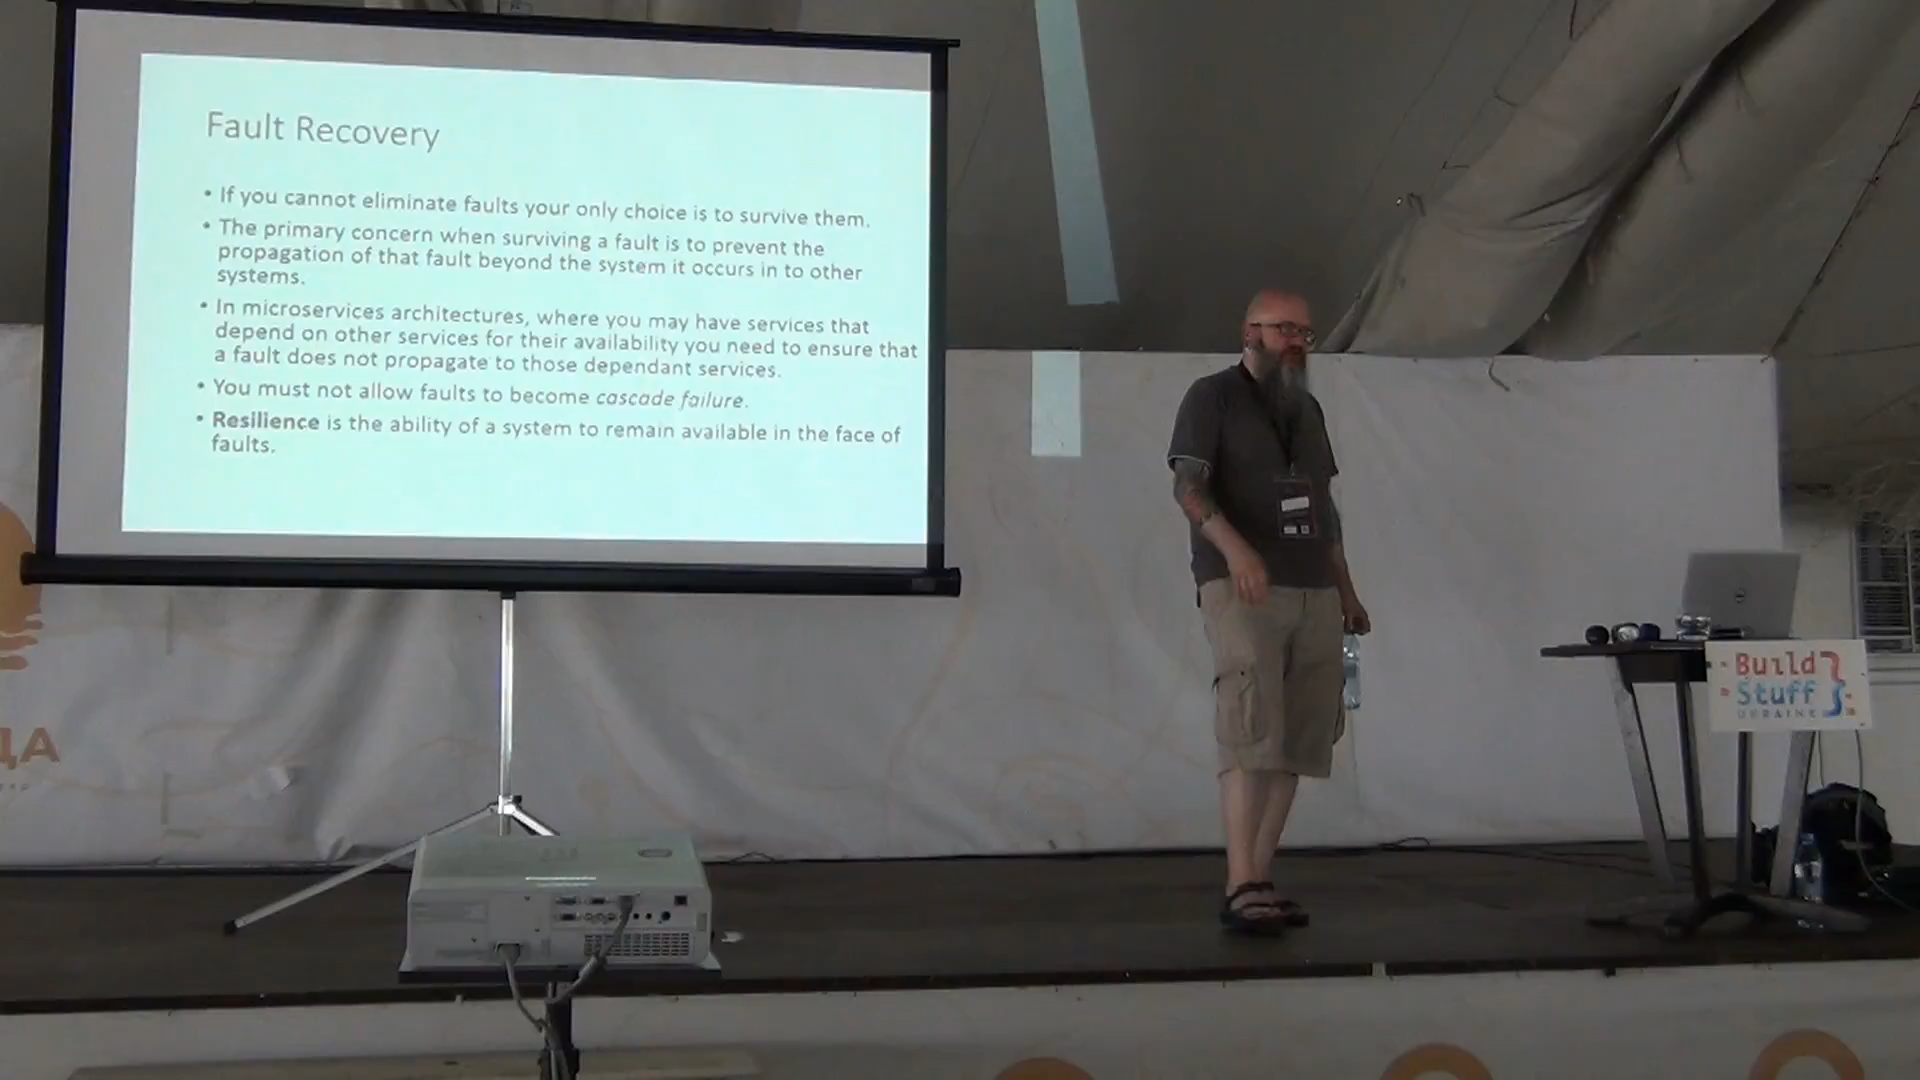 Fault Recovery
• If you cannot eliminate faults your only choice is to survive them.
• The primary concern when surviving a fault is to prevent the
propagation of that fault beyond the system it occurs in to other
systems.
• In microservices architectures, where you may have services that
depend on other services for their availability you need to ensure that
a fault does not propagate to those dependant services.
• You must not allow faults to become cascade failure.
• Resilience is the ability of a system to remain available in the face of
faults.
ДА
DELL
Build
Stuff
UKRAINE